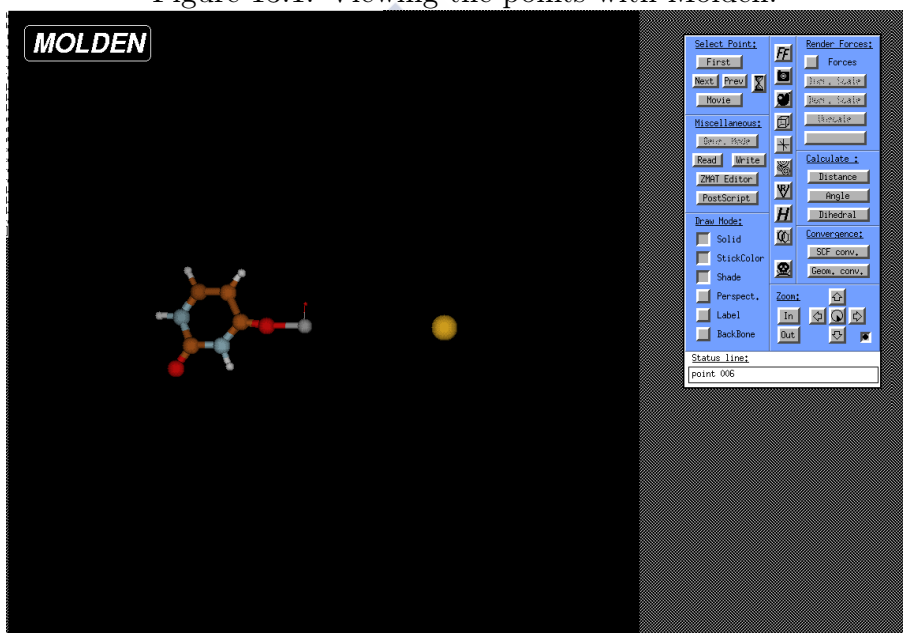 Figure 13.1: Viewing the points with Molden.
MOLDEN
Select Point:
First
Next Prev
Movie
Miscellaneous:
Read Write
ZMAT Editor
PostScript
Draw Mode:
Solid
StickColor
Shade
Perspect.
Label
BackBone
FF
H
Render Forces:
Forces
Calculate :
Distance
Angle
Dihedral
Convergence:
SCF conv.
Geom. conv.
Zoom:
In
Out
Status line:
point 006